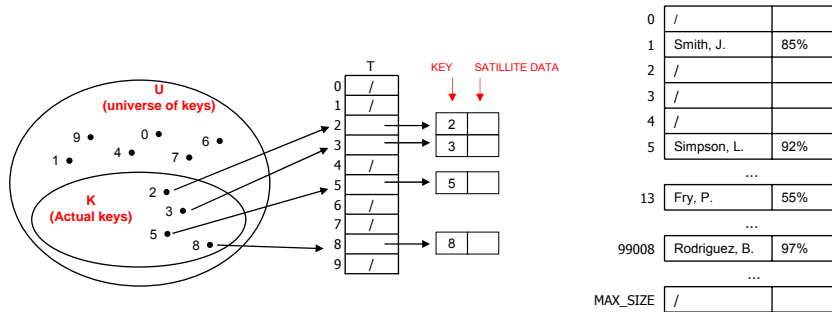 U
(universe of keys)
9
0
6
1
4
7
K
(Actual keys)
2
3
5
8
T
0 /
1 /
2
3
4 /
5
6 /
7 /
8
9 /
KEY SATILLITE DATA
2
3
5
8
0 /
1 Smith, J. 85%
2 /
3 /
4 /
5 Simpson, L. 92%
...
13 Fry, P. 55%
...
99008 Rodriguez, B. 97%
...
MAX_SIZE /